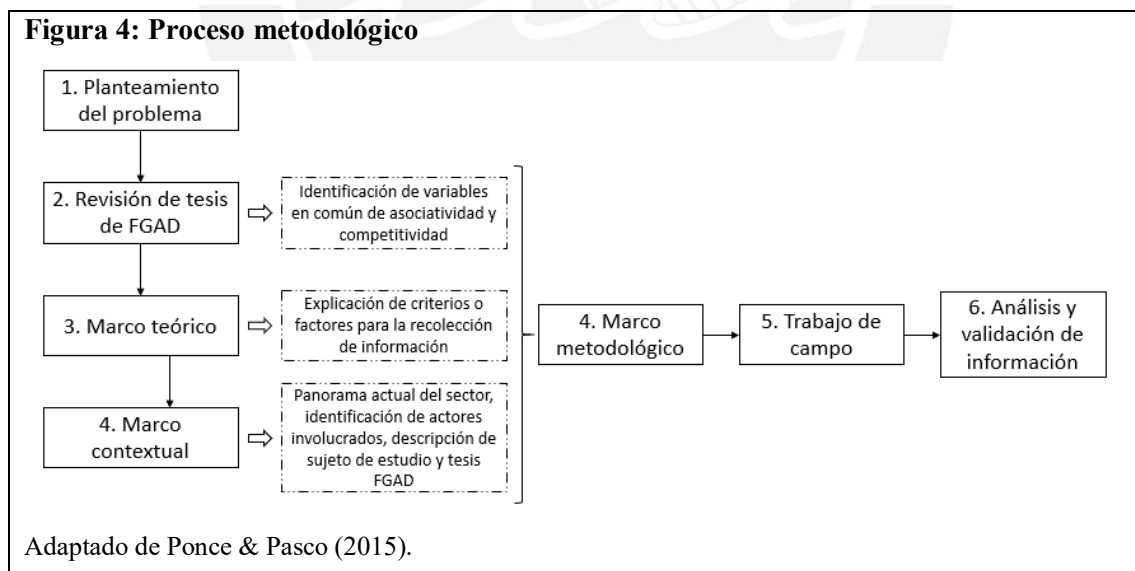 Figura 4: Proceso metodológico
1. Planteamiento
del problema
2. Revisión de tesis
de FGAD
Identificación de variables
en común de asociatividad y
competitividad
3. Marco teórico
Explicación de criterios o
factores para la recolección
de información
4. Marco
contextual
Panorama actual del sector,
identificación de actores
involucrados, descripción de
sujeto de estudio y tesis
FGAD
4. Marco
metodológico
5. Trabajo de
campo
6. Análisis y
validación de
información
Adaptado de Ponce & Pasco (2015).